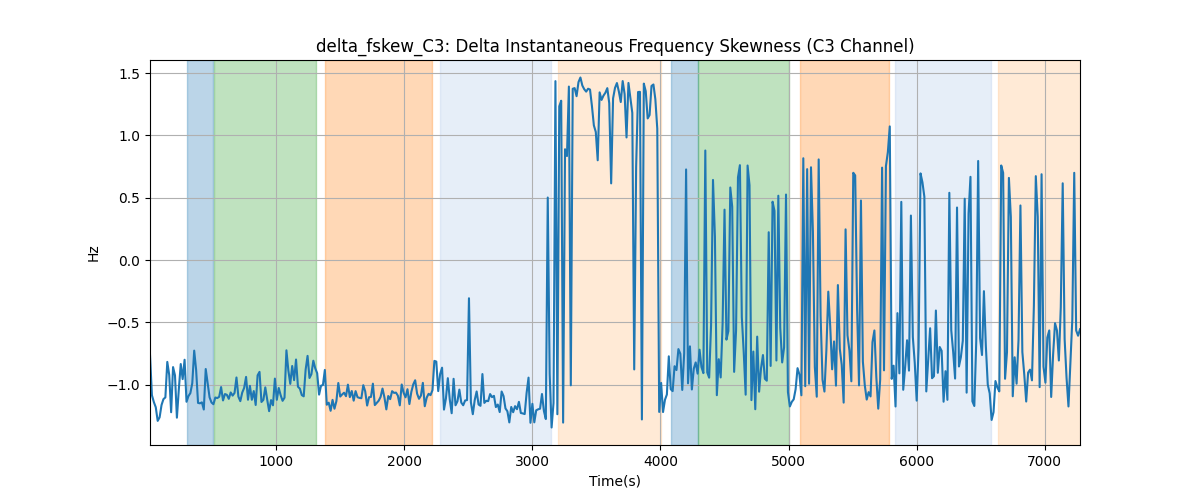 delta_fskew_C3: Delta Instantaneous Frequency Skewness (C3 Channel)
1.5
1.0
0.5
0.0
−0.5
−1.0
Hz
1000 2000 3000 4000 5000 6000 7000
Time(s)